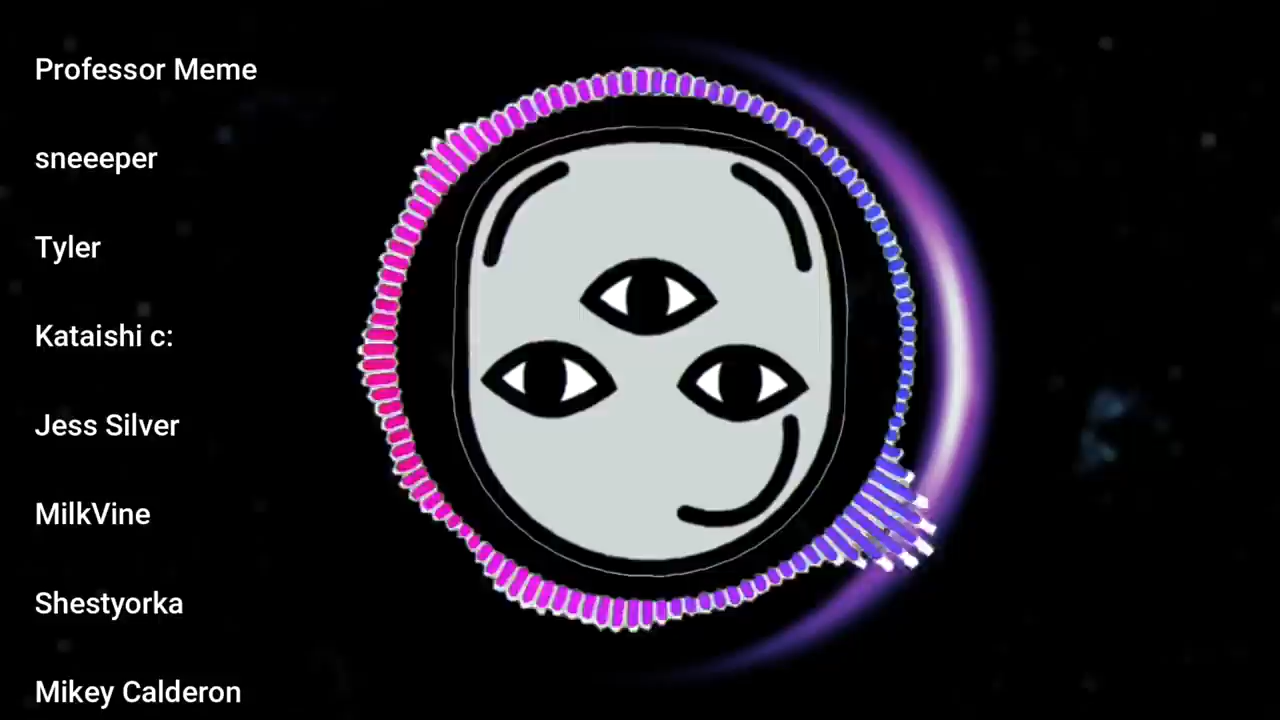 Professor Meme
sneeeper
Tyler
Kataishi c:
Jess Silver
MilkVine
Shestyorka
Mikey Calderon